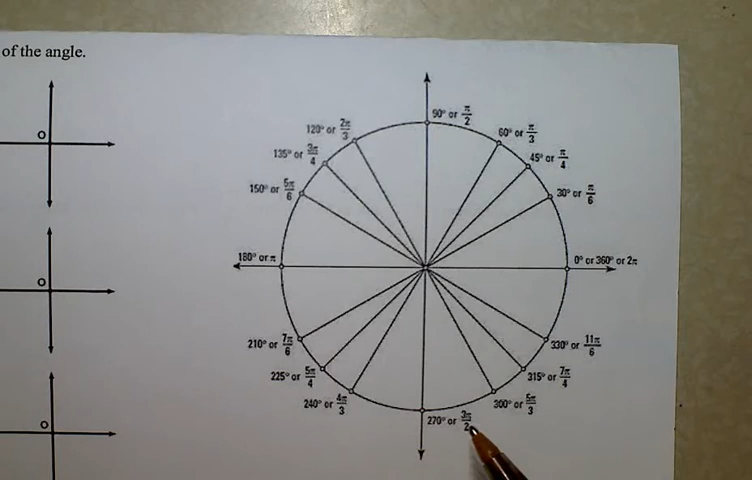 of the angle.
O
O
O
90° or π/2
60° or π/3
45° or π/4
30° or π/6
0° or 360° or 2π
330° or 11π/6
315° or 7π/4
300° or 5π/3
270° or 3π/2
240° or 4π/3
225° or 5π/4
210° or 7π/6
180° or π
150° or 5π/6
135° or 3π/4
120° or 2π/3